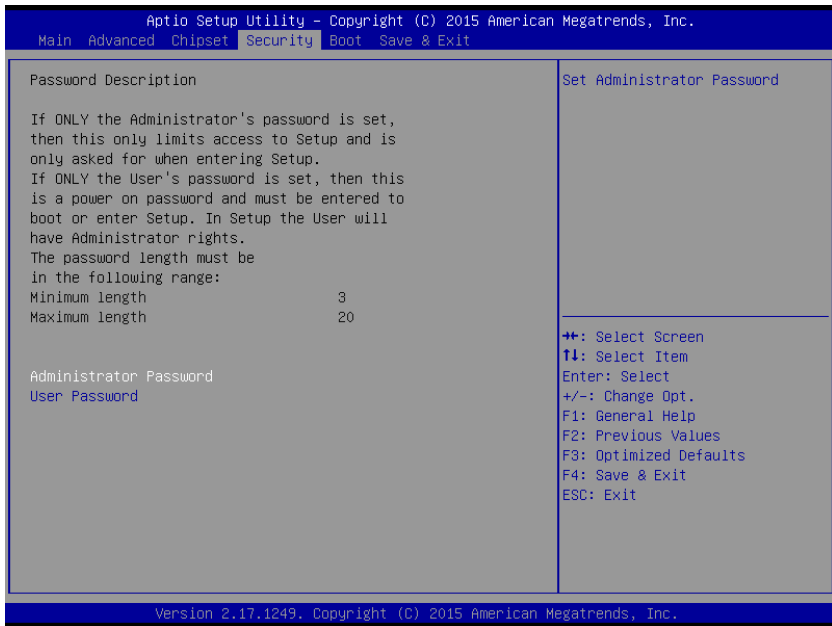 Aptio Setup Utility – Copyright (C) 2015 American Megatrends, Inc.
Main Advanced Chipset Security Boot Save & Exit
Password Description
If ONLY the Administrator's password is set,
then this only limits access to Setup and is
only asked for when entering Setup.
If ONLY the User's password is set, then this
is a power on password and must be entered to
boot or enter Setup. In Setup the User will
have Administrator rights.
The password length must be
in the following range:
Minimum length 3
Maximum length 20
Administrator Password
User Password
Set Administrator Password
→←: Select Screen
↑↓: Select Item
Enter: Select
+/-: Change Opt.
F1: General Help
F2: Previous Values
F3: Optimized Defaults
F4: Save & Exit
ESC: Exit
Version 2.17.1249. Copyright (C) 2015 American Megatrends, Inc.